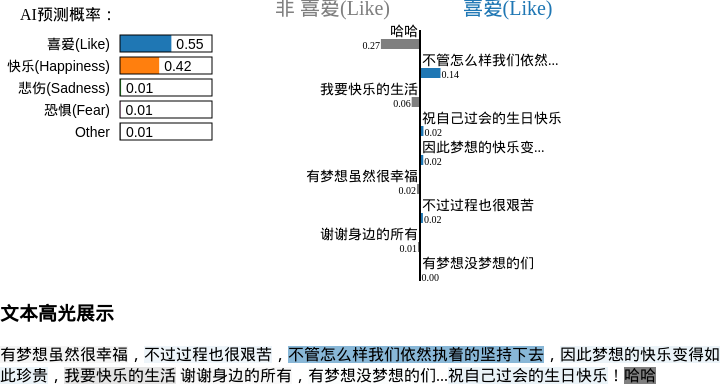 AI预测概率：
喜爱(Like) 0.55
快乐(Happiness) 0.42
悲伤(Sadness) 0.01
恐惧(Fear) 0.01
Other 0.01
非 喜爱(Like) 喜爱(Like)
哈哈
0.27
不管怎么样我们依然...
0.14
我要快乐的生活
0.06
祝自己过会的生日快乐
0.02
因此梦想的快乐变...
0.02
有梦想虽然很幸福
0.02
不过过程也很艰苦
0.02
谢谢身边的所有
0.01
有梦想没梦想的们
0.00
文本高光展示
有梦想虽然很幸福，不过过程也很艰苦，不管怎么样我们依然执着的坚持下去，因此梦想的快乐变得如
此珍贵，我要快乐的生活 谢谢身边的所有，有梦想没梦想的们...祝自己过会的生日快乐！哈哈